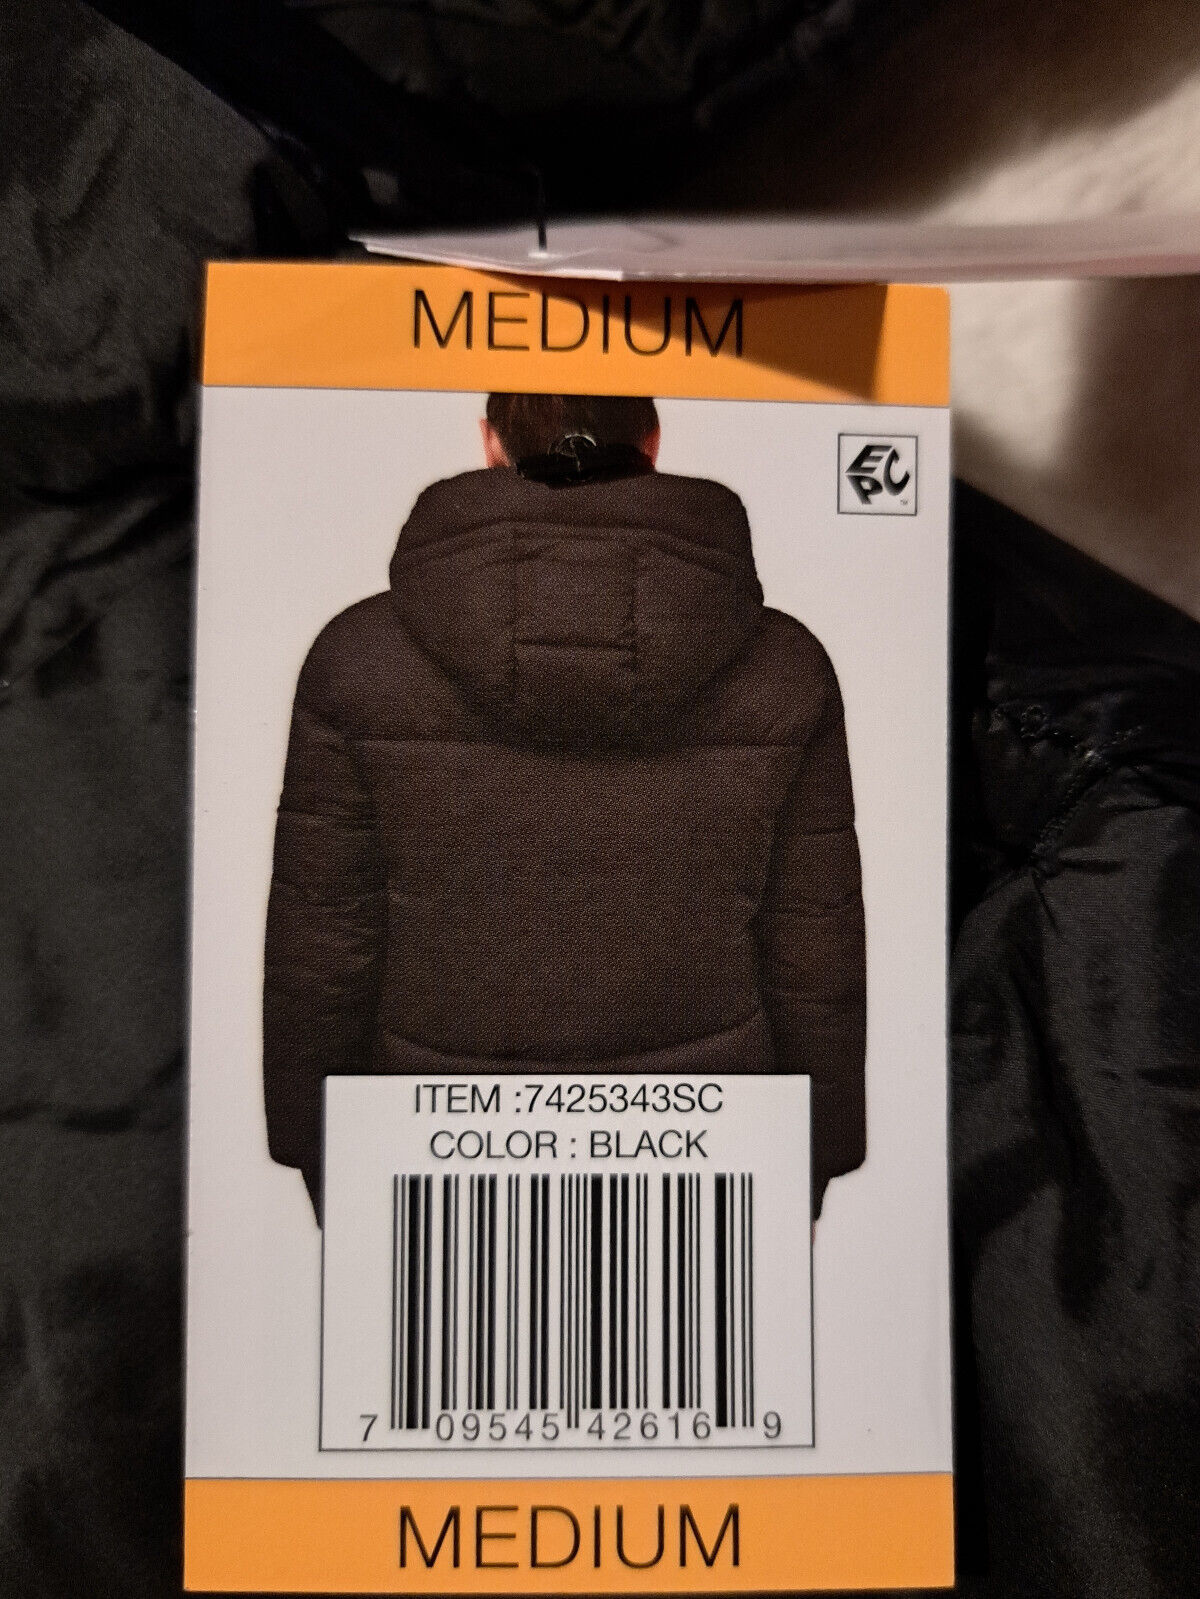 MEDIUM
EPC
ITEM :7425343SC
COLOR : BLACK
7 09545 42616 9
MEDIUM